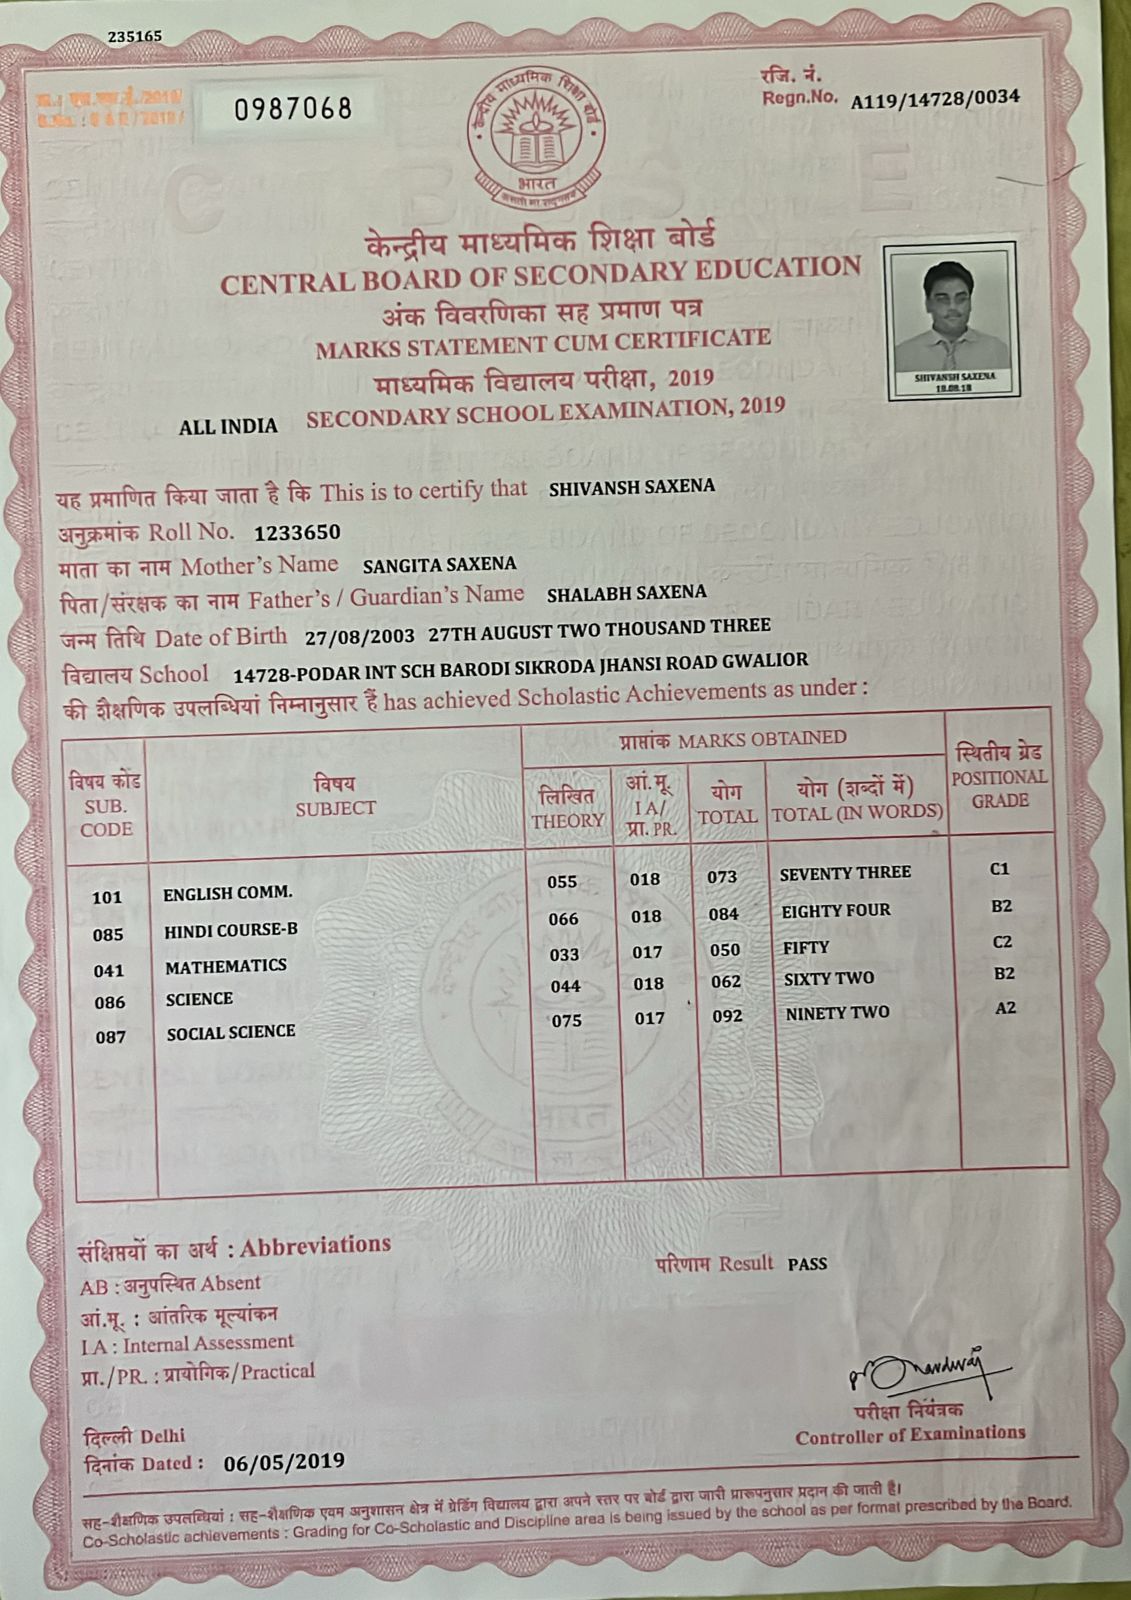 235165
0987068
रजि. नं.
Regn.No. A119/14728/0034
केन्द्रीय माध्यमिक शिक्षा बोर्ड
भारत
केन्द्रीय माध्यमिक शिक्षा बोर्ड
CENTRAL BOARD OF SECONDARY EDUCATION
अंक विवरणिका सह प्रमाण पत्र
MARKS STATEMENT CUM CERTIFICATE
माध्यमिक विद्यालय परीक्षा, 2019
ALL INDIA SECONDARY SCHOOL EXAMINATION, 2019
SHIVANSH SAXENA
18.08.18
यह प्रमाणित किया जाता है कि This is to certify that SHIVANSH SAXENA
अनुक्रमांक Roll No. 1233650
माता का नाम Mother's Name SANGITA SAXENA
पिता/संरक्षक का नाम Father's / Guardian's Name SHALABH SAXENA
जन्म तिथि Date of Birth 27/08/2003 27TH AUGUST TWO THOUSAND THREE
विद्यालय School 14728-PODAR INT SCH BARODI SIKRODA JHANSI ROAD GWALIOR
की शैक्षणिक उपलब्धियां निम्नानुसार हैं has achieved Scholastic Achievements as under :
विषय कोड SUB. CODE विषय SUBJECT प्राप्तांक MARKS OBTAINED स्थितीय ग्रेड POSITIONAL GRADE
लिखित THEORY आं.मू. I A/ प्रा. PR. योग TOTAL योग (शब्दों में) TOTAL (IN WORDS)
101 ENGLISH COMM. 055 018 073 SEVENTY THREE C1
085 HINDI COURSE-B 066 018 084 EIGHTY FOUR B2
041 MATHEMATICS 033 017 050 FIFTY C2
086 SCIENCE 044 018 062 SIXTY TWO B2
087 SOCIAL SCIENCE 075 017 092 NINETY TWO A2
संक्षिप्तियों का अर्थ : Abbreviations
AB : अनुपस्थित Absent
परिणाम Result PASS
आं.मू. : आंतरिक मूल्यांकन
I.A : Internal Assessment
प्रा./PR. : प्रायोगिक/Practical
परीक्षा नियंत्रक
Controller of Examinations
दिल्ली Delhi
दिनांक Dated : 06/05/2019
सह-शैक्षणिक उपलब्धियां : सह-शैक्षणिक एवम अनुशासन क्षेत्र में ग्रेडिंग विद्यालय द्वारा अपने स्तर पर बोर्ड द्वारा जारी प्रारूपनुसार प्रदान की जाती है।
Co-Scholastic achievements : Grading for Co-Scholastic and Discipline area is being issued by the school as per format prescribed by the Board.